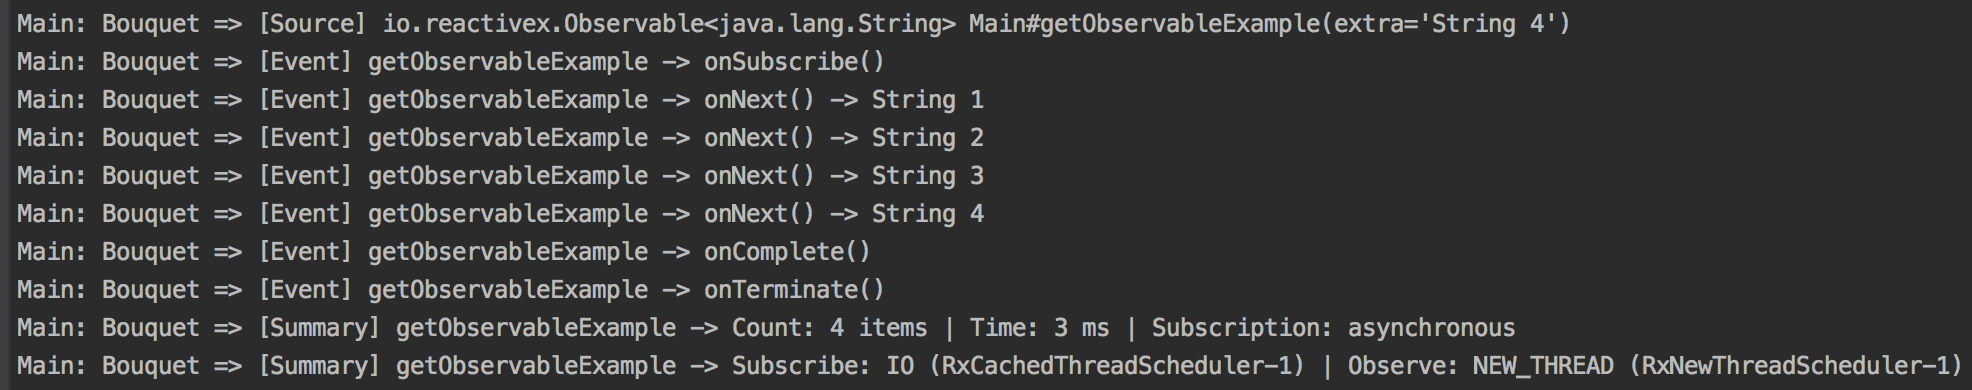 Main: Bouquet => [Source] io.reactivex.Observable<java.lang.String> Main#getObservableExample(extra='String 4')
Main: Bouquet => [Event] getObservableExample -> onSubscribe()
Main: Bouquet => [Event] getObservableExample -> onNext() -> String 1
Main: Bouquet => [Event] getObservableExample -> onNext() -> String 2
Main: Bouquet => [Event] getObservableExample -> onNext() -> String 3
Main: Bouquet => [Event] getObservableExample -> onNext() -> String 4
Main: Bouquet => [Event] getObservableExample -> onComplete()
Main: Bouquet => [Event] getObservableExample -> onTerminate()
Main: Bouquet => [Summary] getObservableExample -> Count: 4 items | Time: 3 ms | Subscription: asynchronous
Main: Bouquet => [Summary] getObservableExample -> Subscribe: IO (RxCachedThreadScheduler-1) | Observe: NEW_THREAD (RxNewThreadScheduler-1)